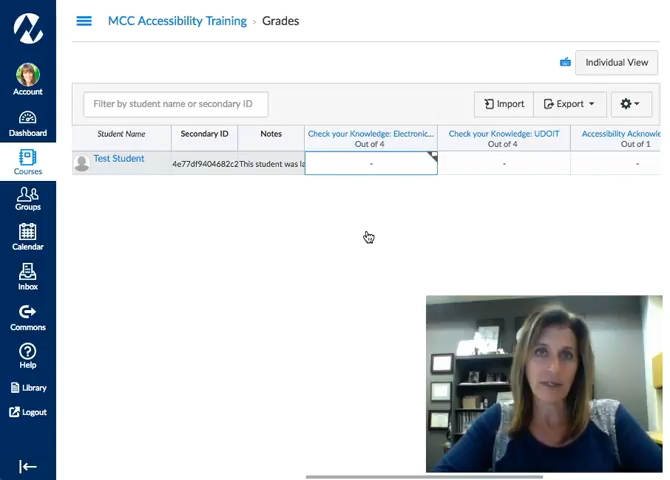 MCC Accessibility Training › Grades
Individual View
Account
Filter by student name or secondary ID
Import
Export
Dashboard
Student Name
Secondary ID
Notes
Check your Knowledge: Electronic...
Out of 4
Check your Knowledge: UDOIT
Out of 4
Accessibility Acknowle
Out of 1
Test Student
4e77df9404682c2
This student was la
-
-
-
Courses
Groups
Calendar
Inbox
Commons
Help
Library
Logout